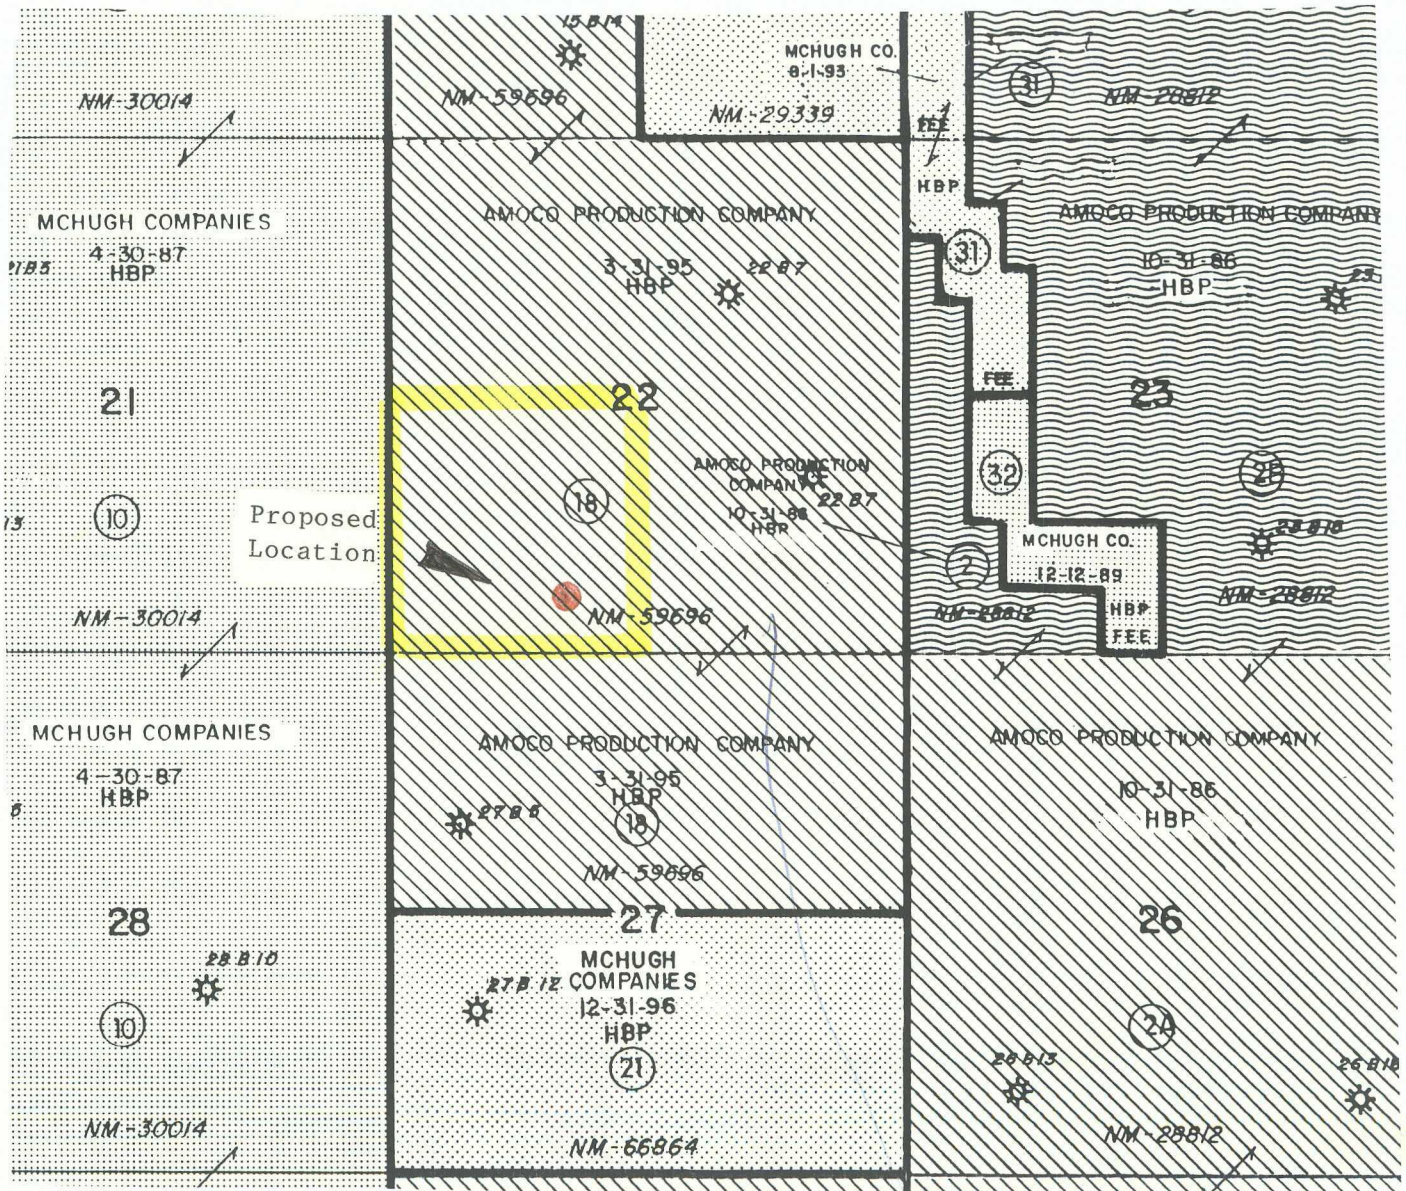 15 B 14
NM-30014
NM-59696
MCHUGH CO.
8-1-93
NM-29339
FEE
HBP
31
NM-28812
MCHUGH COMPANIES
4-30-87
HBP
21 B 5
21
10
NM-30014
AMOCO PRODUCTION COMPANY
3-31-95
HBP
22 B 7
22
18
Proposed
Location
NM-59696
AMOCO PRODUCTION
COMPANY
10-31-86
HBP
22 B 7
31
FEE
32
2
NM-28812
MCHUGH CO.
12-12-89
HBP
FEE
AMOCO PRODUCTION COMPANY
10-31-86
HBP
23
23
NM-28812
MCHUGH COMPANIES
4-30-87
HBP
28
28 B 10
10
NM-30014
AMOCO PRODUCTION COMPANY
3-31-95
HBP
27 B 5
18
NM-59696
27
MCHUGH
COMPANIES
27 B 12
12-31-96
HBP
21
NM-66864
AMOCO PRODUCTION COMPANY
10-31-86
HBP
26
2A
26 B 13
NM-28812